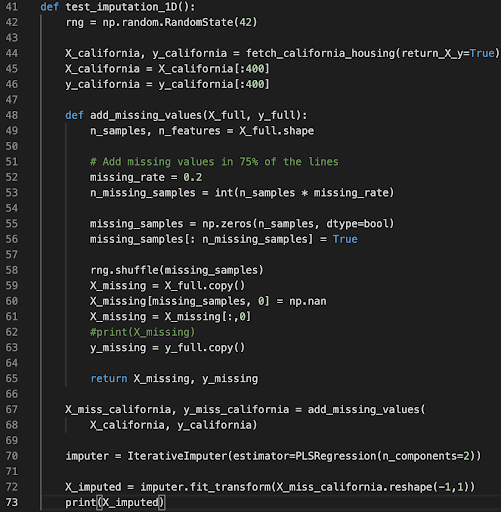 41 def test_imputation_1D():
42     rng = np.random.RandomState(42)
43
44     X_california, y_california = fetch_california_housing(return_X_y=True)
45     X_california = X_california[:400]
46     y_california = y_california[:400]
47
48     def add_missing_values(X_full, y_full):
49         n_samples, n_features = X_full.shape
50
51         # Add missing values in 75% of the lines
52         missing_rate = 0.2
53         n_missing_samples = int(n_samples * missing_rate)
54
55         missing_samples = np.zeros(n_samples, dtype=bool)
56         missing_samples[: n_missing_samples] = True
57
58         rng.shuffle(missing_samples)
59         X_missing = X_full.copy()
60         X_missing[missing_samples, 0] = np.nan
61         X_missing = X_missing[:,0]
62         #print(X_missing)
63         y_missing = y_full.copy()
64
65         return X_missing, y_missing
66
67     X_miss_california, y_miss_california = add_missing_values(
68         X_california, y_california)
69
70     imputer = IterativeImputer(estimator=PLSRegression(n_components=2))
71
72     X_imputed = imputer.fit_transform(X_miss_california.reshape(-1,1))
73     print(X_imputed)